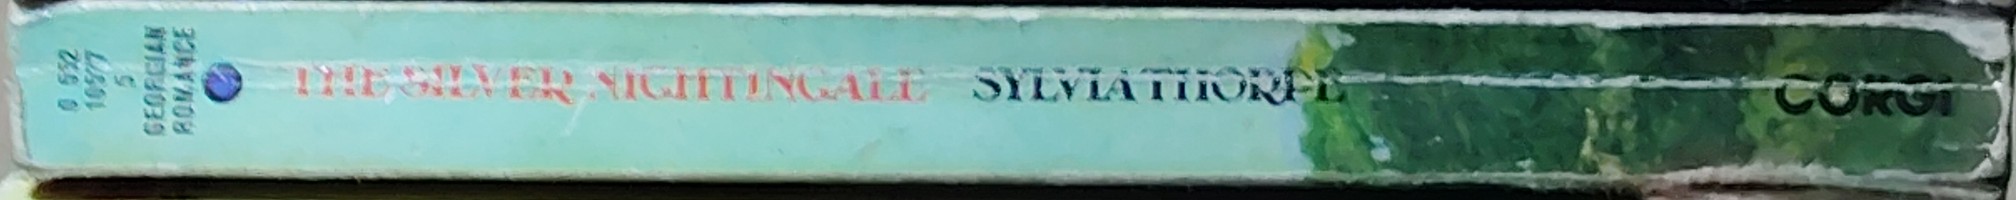 0 552
10977
5
GEORGIAN
ROMANCE
THE SILVER NIGHTINGALE SYLVIA THORPE
CORGI